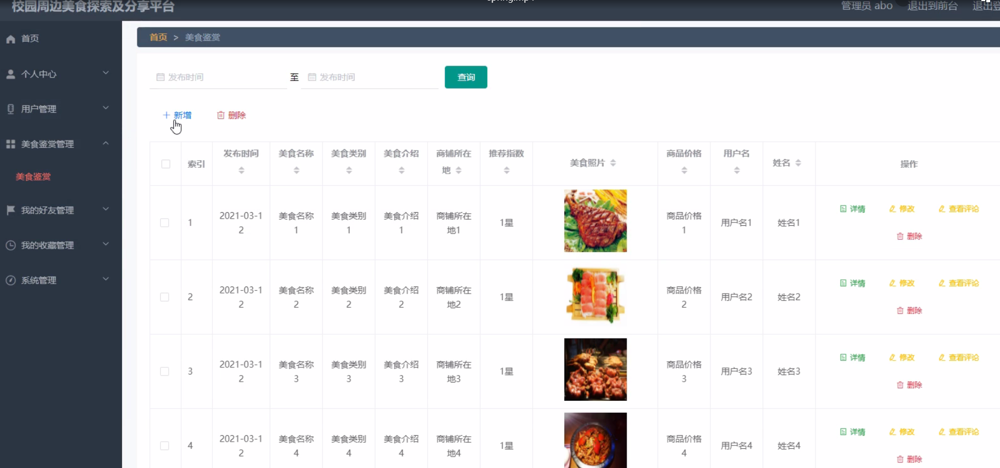 校园周边美食探索及分享平台
管理员 abo 退出到前台
首页
个人中心
用户管理
美食鉴赏管理
美食鉴赏
我的好友管理
我的收藏管理
系统管理
首页 > 美食鉴赏
发布时间 至 发布时间 查询
新增 删除
索引 发布时间 美食名称 美食类别 美食介绍 商铺所在地 推荐指数 美食照片 商品价格 用户名 姓名 操作
1 2021-03-12 美食名称1 美食类别1 美食介绍1 商铺所在地1 1星 商品价格1 用户名1 姓名1 详情 修改 查看评论 删除
2 2021-03-12 美食名称2 美食类别2 美食介绍2 商铺所在地2 1星 商品价格2 用户名2 姓名2 详情 修改 查看评论 删除
3 2021-03-12 美食名称3 美食类别3 美食介绍3 商铺所在地3 1星 商品价格3 用户名3 姓名3 详情 修改 查看评论 删除
4 2021-03-12 美食名称4 美食类别4 美食介绍4 商铺所在地4 1星 商品价格4 用户名4 姓名4 详情 修改 查看评论 删除